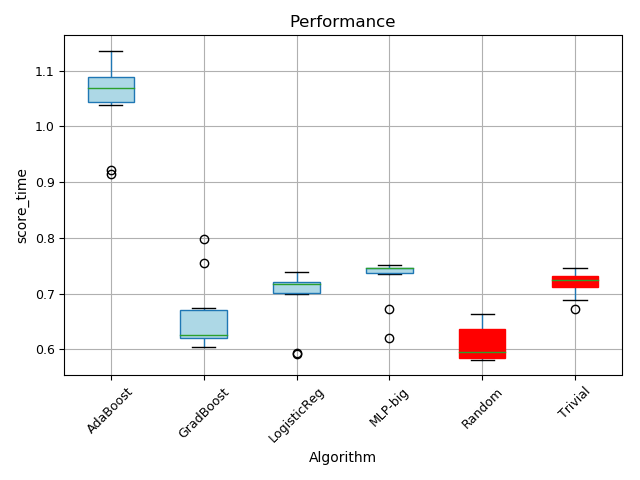 Performance
score_time
1.1
1.0
0.9
0.8
0.7
0.6
AdaBoost
GradBoost
LogisticReg
MLP-big
Random
Trivial
Algorithm